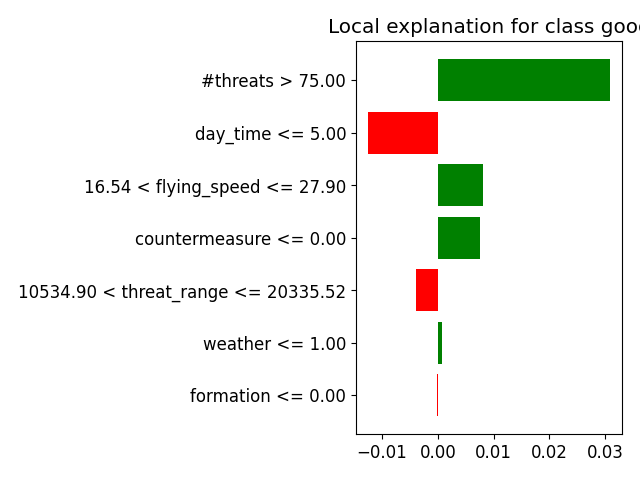 Local explanation for class good
#threats > 75.00
day_time <= 5.00
16.54 < flying_speed <= 27.90
countermeasure <= 0.00
10534.90 < threat_range <= 20335.52
weather <= 1.00
formation <= 0.00
−0.01 0.00 0.01 0.02 0.03